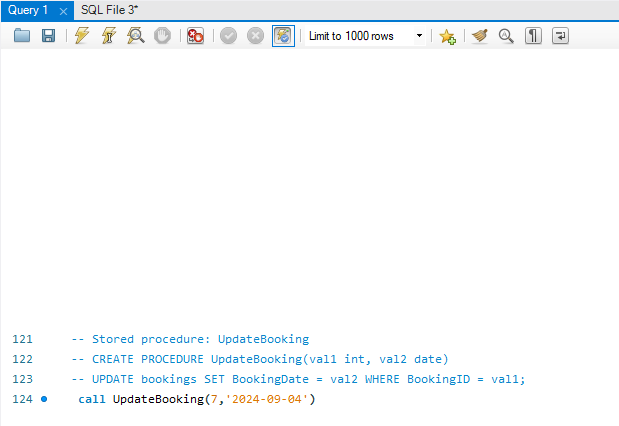 Query 1
SQL File 3*
Limit to 1000 rows
121 -- Stored procedure: UpdateBooking
122 -- CREATE PROCEDURE UpdateBooking(val1 int, val2 date)
123 -- UPDATE bookings SET BookingDate = val2 WHERE BookingID = val1;
124 call UpdateBooking(7,'2024-09-04')